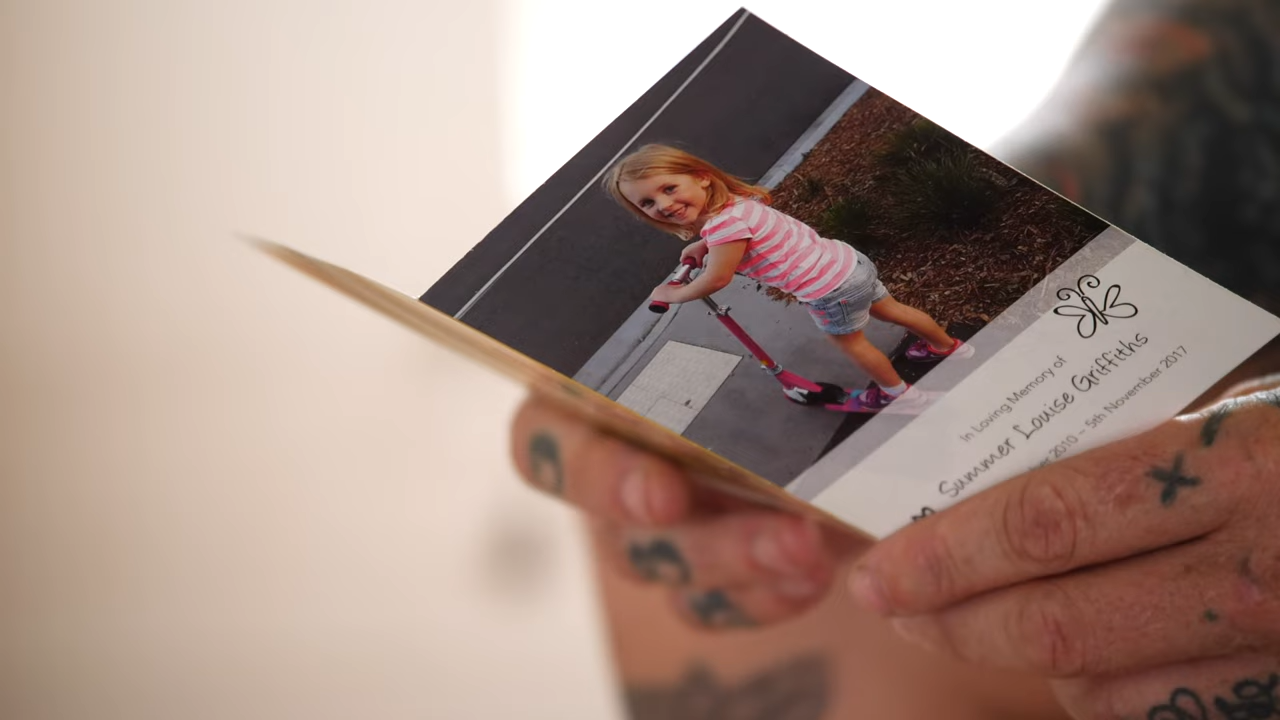 in Loving Memory of
Summer Louise Griffiths
2010 - 5th November 2017
x